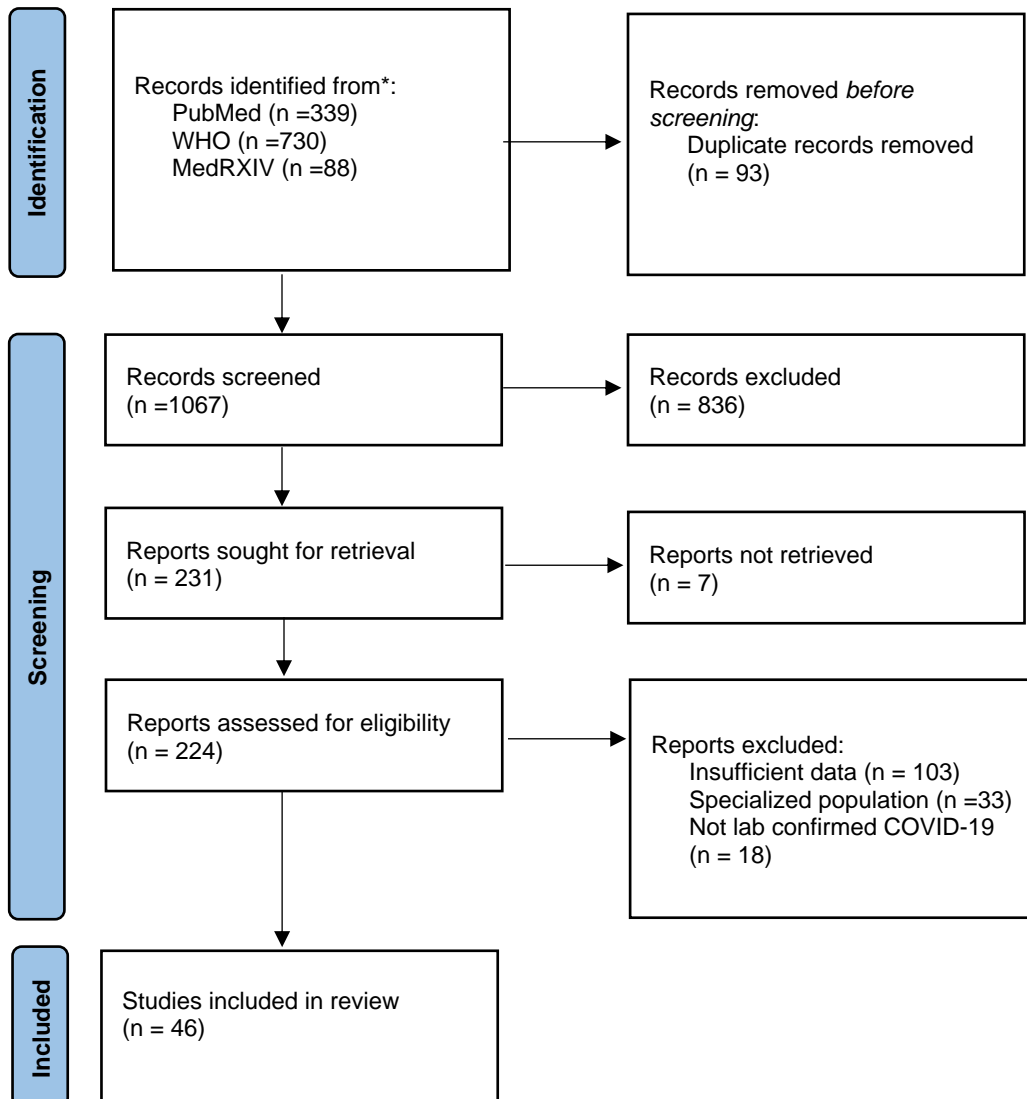 Identification
Records identified from*:
PubMed (n =339)
WHO (n =730)
MedRXIV (n =88)
Records removed before
screening:
Duplicate records removed
(n = 93)
Screening
Records screened
(n =1067)
Records excluded
(n = 836)
Reports sought for retrieval
(n = 231)
Reports not retrieved
(n = 7)
Reports assessed for eligibility
(n = 224)
Reports excluded:
Insufficient data (n = 103)
Specialized population (n =33)
Not lab confirmed COVID-19
(n = 18)
Included
Studies included in review
(n = 46)